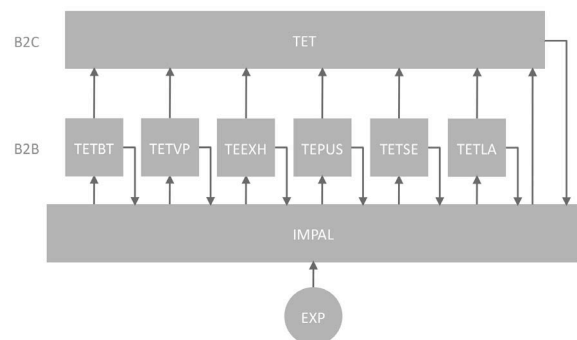 B2C
TET
B2B
TETBT
TETVP
TEEXH
TEPUS
TETSE
TETLA
IMPAL
EXP